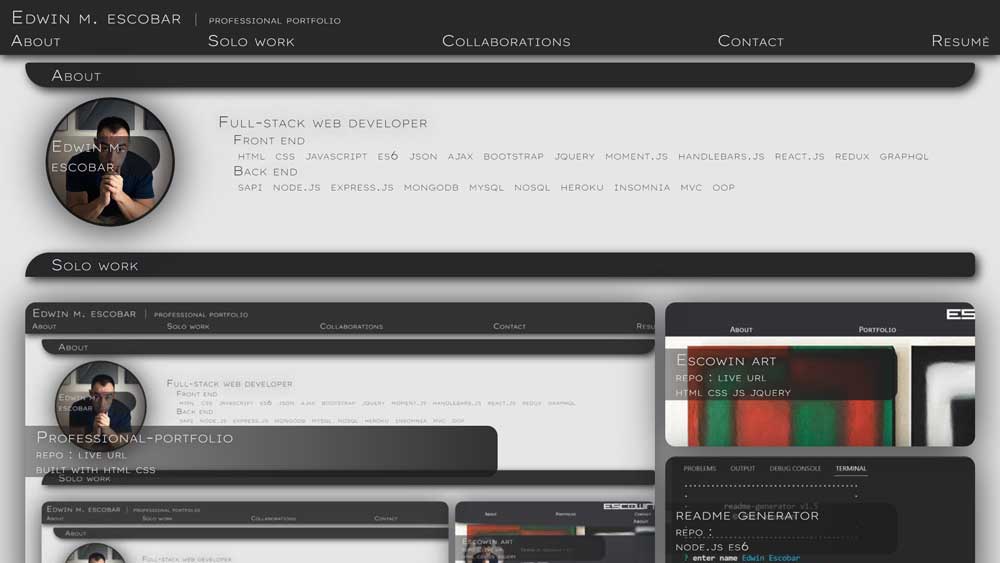 Edwin m. escobar | professional portfolio
About Solo work Collaborations Contact Resumé
About
Edwin m.
escobar
Full-stack web developer
Front end
html css javascript es6 json ajax bootstrap jquery moment.js handlebars.js react.js redux graphql
Back end
sapi node.js express.js mongodb mysql nosql heroku insomnia mvc oop
Solo work
Edwin m. escobar | professional portfolio
About Solo work Collaborations Contact Resu
About
Edwin m.
escobar
Full-stack web developer
Front end
html css javascript es6 json ajax bootstrap jquery moment.js handlebars.js react.js redux graphql
Back end
sapi node.js express.js mongodb mysql nosql heroku insomnia mvc oop
Professional-portfolio
repo : live url
built with html css
Solo work
Edwin m. escobar | professional portfolio
About Solo work Collaborations Contact
About
Full-stack web developer
Front end
ESCOWIN
About Portfolio Contact
About
Escowin art
ES
About Portfolio
Escowin art
repo : live url
html css js jquery
PROBLEMS OUTPUT DEBUG CONSOLE TERMINAL
readme-generator v1.5
readme generator
repo :
node.js es6
? enter name Edwin Escobar